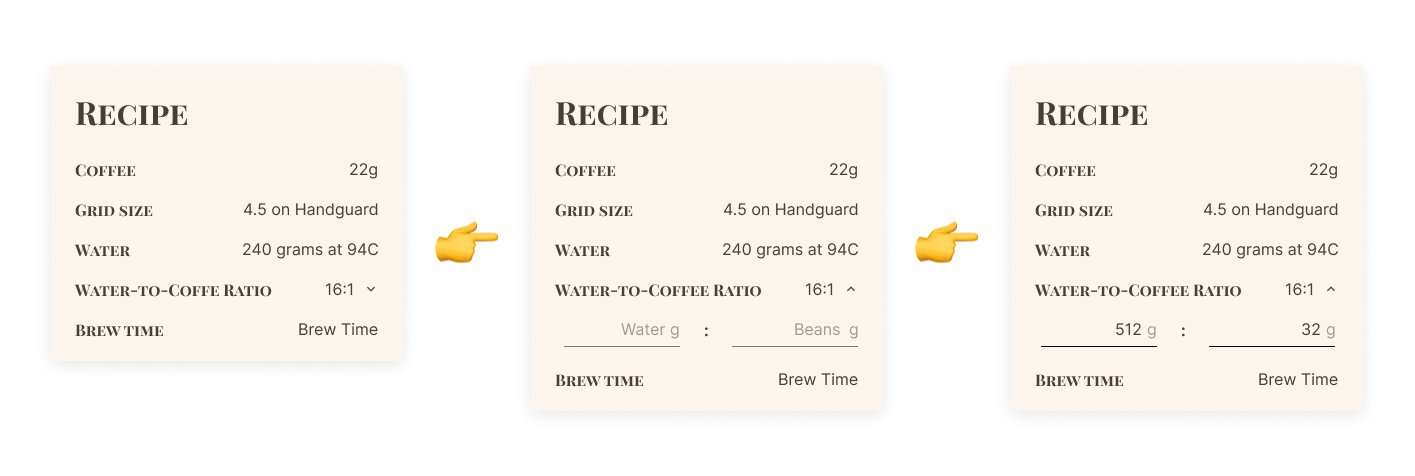 Recipe
Coffee 22g
Grid size 4.5 on Handguard
Water 240 grams at 94C
Water-to-Coffe Ratio 16:1
Brew time Brew Time
Recipe
Coffee 22g
Grid size 4.5 on Handguard
Water 240 grams at 94C
Water-to-Coffee Ratio 16:1
Water g : Beans g
Brew time Brew Time
Recipe
Coffee 22g
Grid size 4.5 on Handguard
Water 240 grams at 94C
Water-to-Coffee Ratio 16:1
512 g : 32 g
Brew time Brew Time